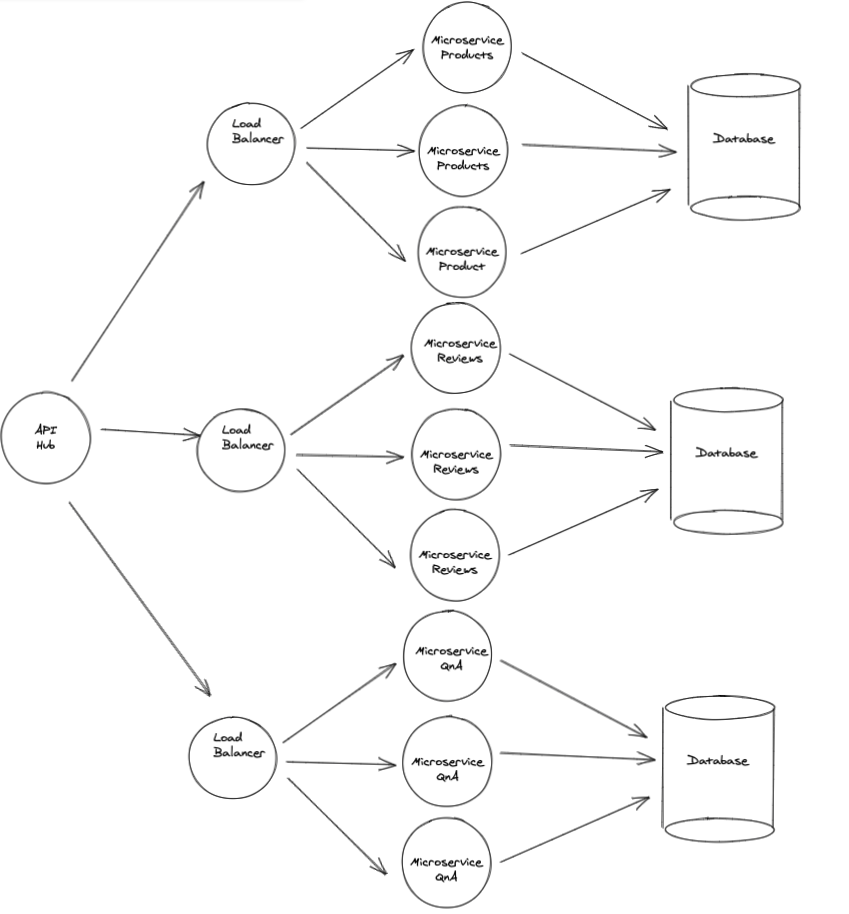 Microservice
Products
Load
Balancer
Microservice
Products
Database
Microservice
Product
Microservice
Reviews
API
Hub
Load
Balancer
Microservice
Reviews
Database
Microservice
Reviews
Microservice
QnA
Load
Balancer
Microservice
QnA
Database
Microservice
QnA